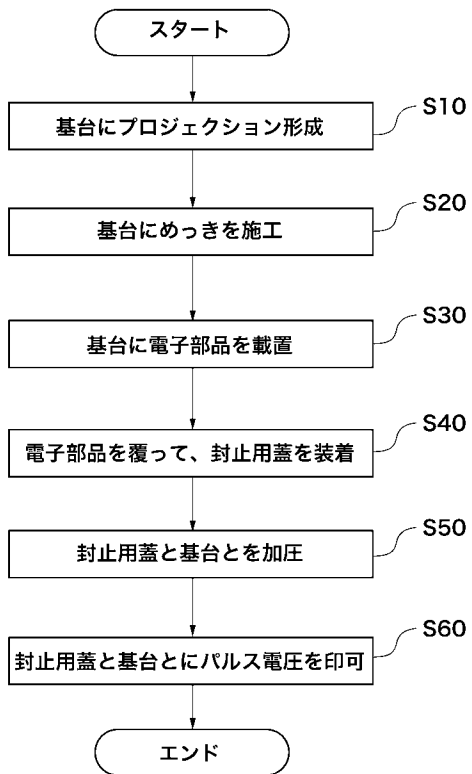 スタート
基台にプロジェクション形成
S10
基台にめっきを施工
S20
基台に電子部品を載置
S30
電子部品を覆って、封止用蓋を装着
S40
封止用蓋と基台とを加圧
S50
封止用蓋と基台とにパルス電圧を印可
S60
エンド